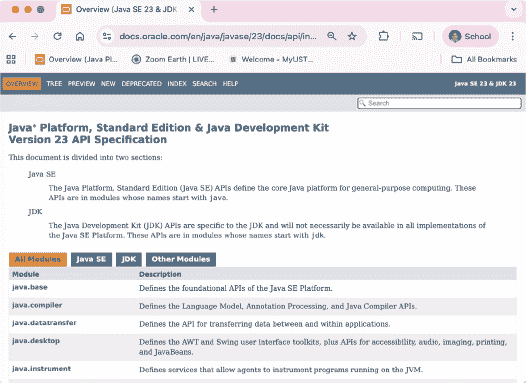 Overview (Java SE 23 & JDK
docs.oracle.com/en/java/javase/23/docs/api/in...
School
Overview (Java Pl...
Zoom Earth | LIVE...
Welcome - MyUST...
All Bookmarks
OVERVIEW TREE PREVIEW NEW DEPRECATED INDEX SEARCH HELP
Java SE 23 & JDK 23
Search
Java® Platform, Standard Edition & Java Development Kit
Version 23 API Specification
This document is divided into two sections:
Java SE
The Java Platform, Standard Edition (Java SE) APIs define the core Java platform for general-purpose computing. These
APIs are in modules whose names start with java.
JDK
The Java Development Kit (JDK) APIs are specific to the JDK and will not necessarily be available in all implementations of
the Java SE Platform. These APIs are in modules whose names start with jdk.
All Modules Java SE JDK Other Modules
Module Description
java.base Defines the foundational APIs of the Java SE Platform.
java.compiler Defines the Language Model, Annotation Processing, and Java Compiler APIs.
java.datatransfer Defines the API for transferring data between and within applications.
java.desktop Defines the AWT and Swing user interface toolkits, plus APIs for accessibility, audio, imaging, printing,
and JavaBeans.
java.instrument Defines services that allow agents to instrument programs running on the JVM.